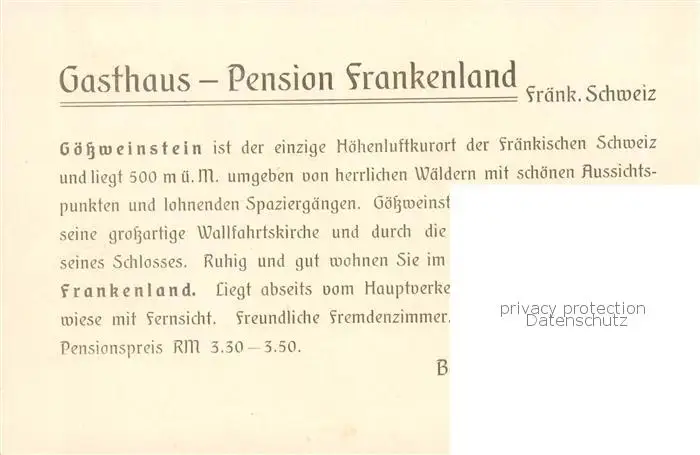 Gasthaus – Pension Frankenland
Fränk. Schweiz
Gößweinstein ist der einzige Höhenluftkurort der Fränkischen Schweiz
und liegt 500 m ü. M. umgeben von herrlichen Wäldern mit schönen Aussichts-
punkten und lohnenden Spaziergängen. Gößweinst
seine großartige Wallfahrtskirche und durch die
seines Schlosses. Ruhig und gut wohnen Sie im
Frankenland. Liegt abseits vom Hauptverke
wiese mit Fernsicht. Freundliche Fremdenzimmer.
Pensionspreis RM 3.30 – 3.50.
privacy protection
Datenschutz